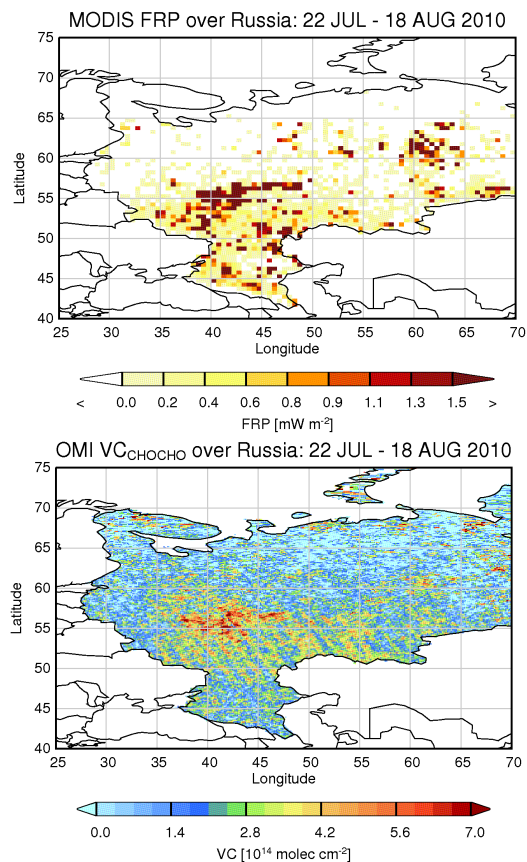 MODIS FRP over Russia: 22 JUL - 18 AUG 2010
75
70
65
60
55
50
45
40
Latitude
25 30 35 40 45 50 55 60 65 70
Longitude
< 0.0 0.2 0.4 0.6 0.8 0.9 1.1 1.3 1.5 >
FRP [mW m-2]
OMI VCCHOCHO over Russia: 22 JUL - 18 AUG 2010
75
70
65
60
55
50
45
40
Latitude
25 30 35 40 45 50 55 60 65 70
Longitude
0.0 1.4 2.8 4.2 5.6 7.0
VC [10^14 molec cm-2]